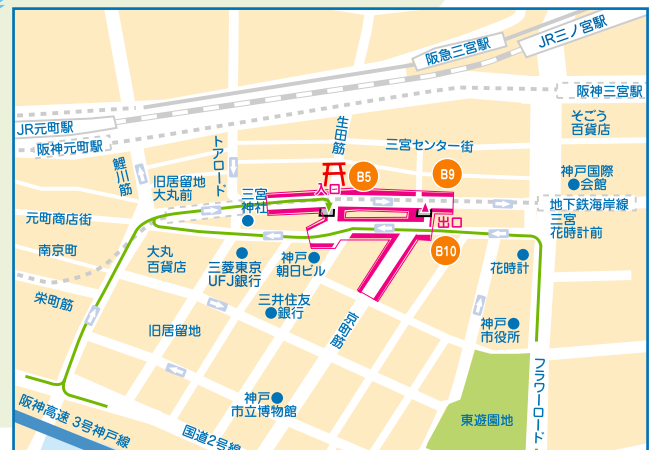 JR三ノ宮駅
阪急三宮駅
阪神三宮駅
JR元町駅
阪神元町駅
そごう
百貨店
生田筋
三宮センター街
トアロード
鯉川筋
神戸国際
会館
B5
B9
旧居留地
大丸前
三宮
神社
入口
地下鉄海岸線
三宮
花時計前
元町商店街
出口
南京町
大丸
百貨店
三菱東京
UFJ銀行
神戸
朝日ビル
B10
花時計
栄町筋
三井住友
銀行
京町筋
旧居留地
神戸
市役所
フラワーロード
神戸
市立博物館
東遊園地
阪神高速 3号神戸線
国道2号線